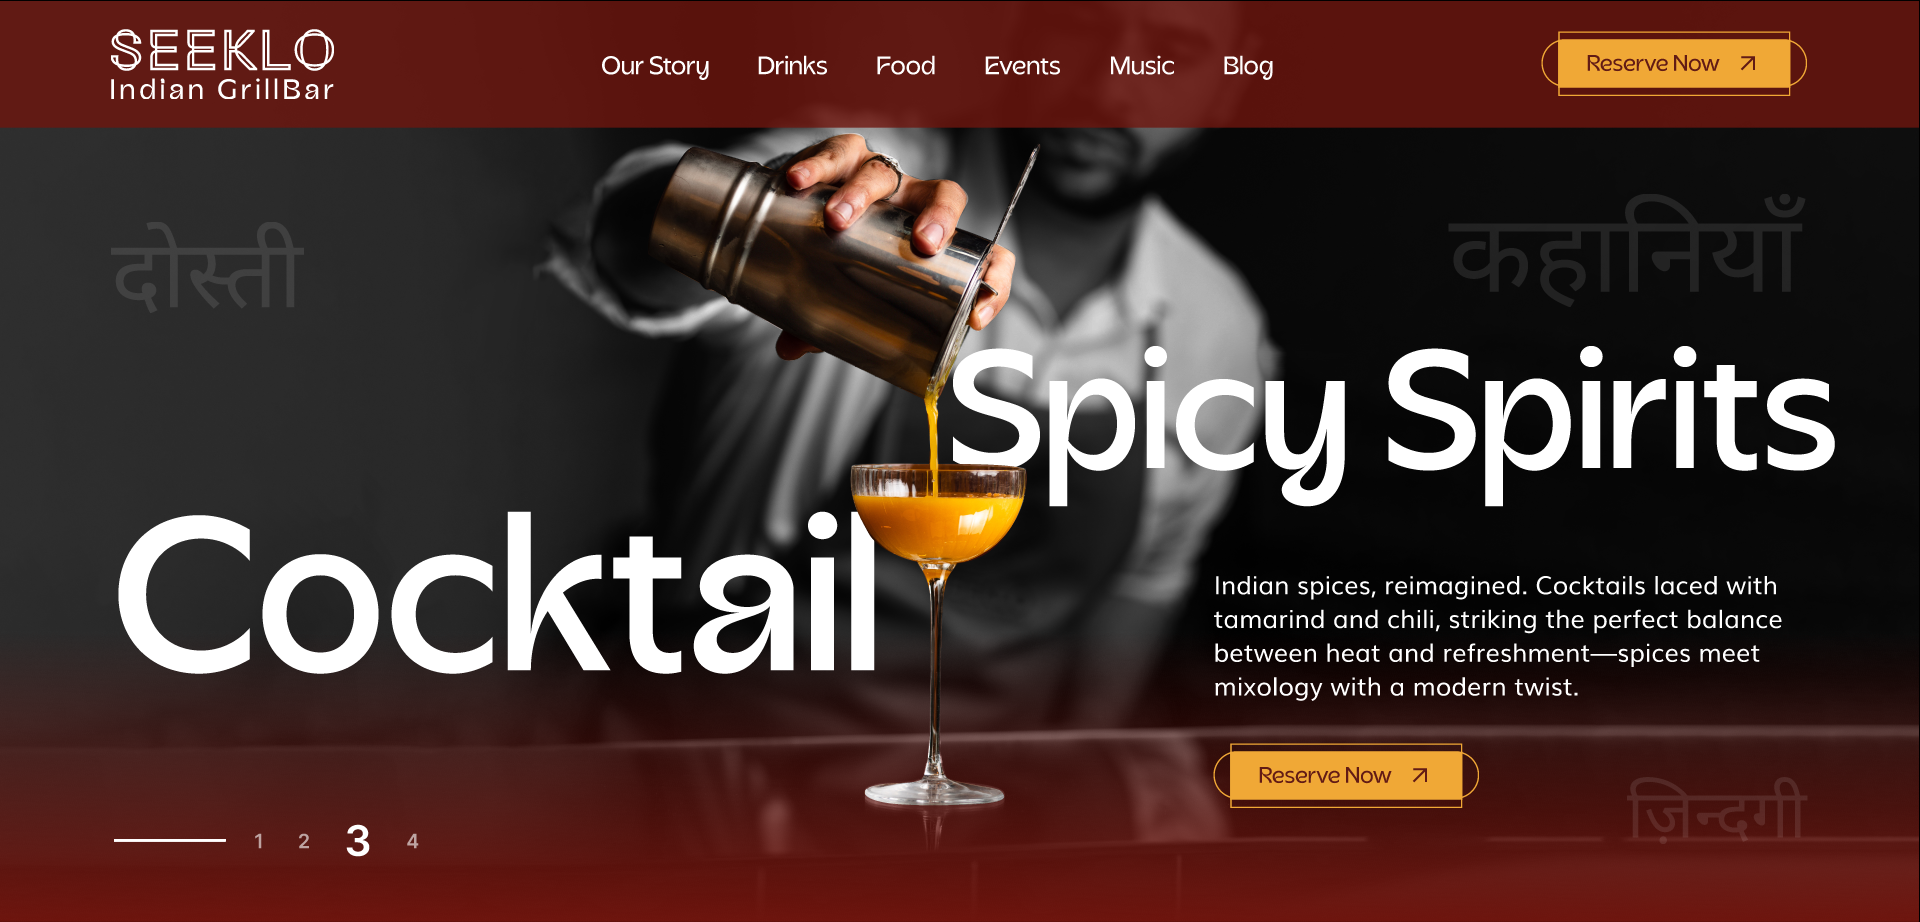 SEEKLO
Indian GrillBar
Our Story
Drinks
Food
Events
Music
Blog
Reserve Now
दोस्ती
कहानियाँ
Spicy Spirits
Cocktail
Indian spices, reimagined. Cocktails laced with
tamarind and chili, striking the perfect balance
between heat and refreshment—spices meet
mixology with a modern twist.
Reserve Now
ज़िन्दगी
1 2 3 4